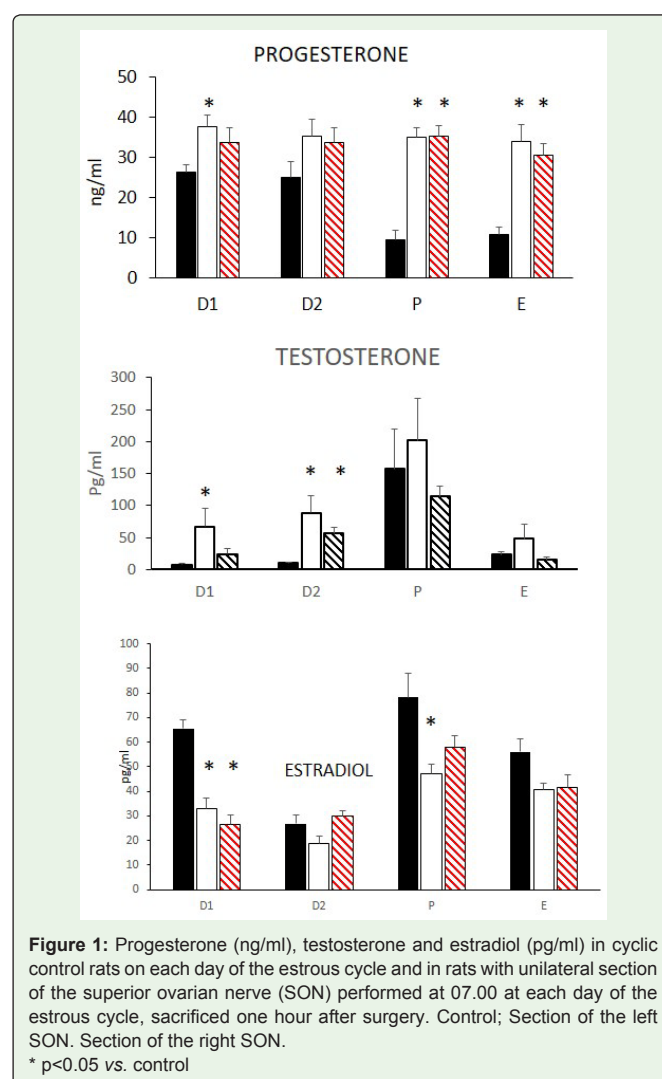 PROGESTERONE
50
40
30
20
10
0
ng/ml
*
* *
* *
D1 D2 P E
TESTOSTERONE
300
250
200
150
100
50
0
Pg/ml
*
* *
D1 D2 P E
100
90
80
70
60
50
40
30
20
10
0
pg/ml
* *
ESTRADIOL
*
D1 D2 P E
Figure 1: Progesterone (ng/ml), testosterone and estradiol (pg/ml) in cyclic
control rats on each day of the estrous cycle and in rats with unilateral section
of the superior ovarian nerve (SON) performed at 07.00 at each day of the
estrous cycle, sacrificed one hour after surgery. Control; Section of the left
SON. Section of the right SON.
* p<0.05 vs. control